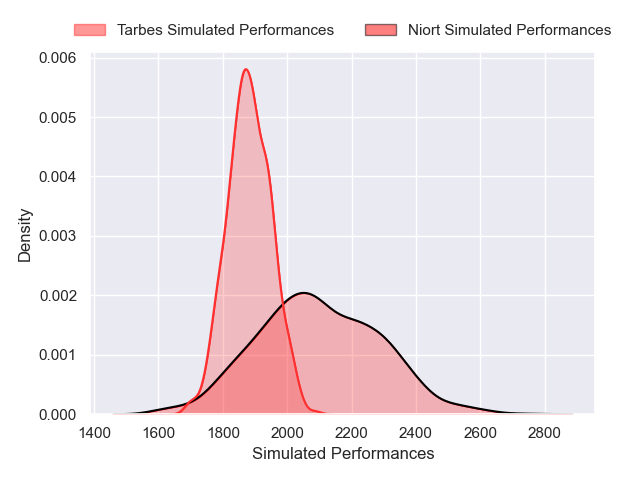 Tarbes Simulated Performances
Niort Simulated Performances
0.006
0.005
0.004
0.003
0.002
0.001
0.000
Density
1400 1600 1800 2000 2200 2400 2600 2800
Simulated Performances